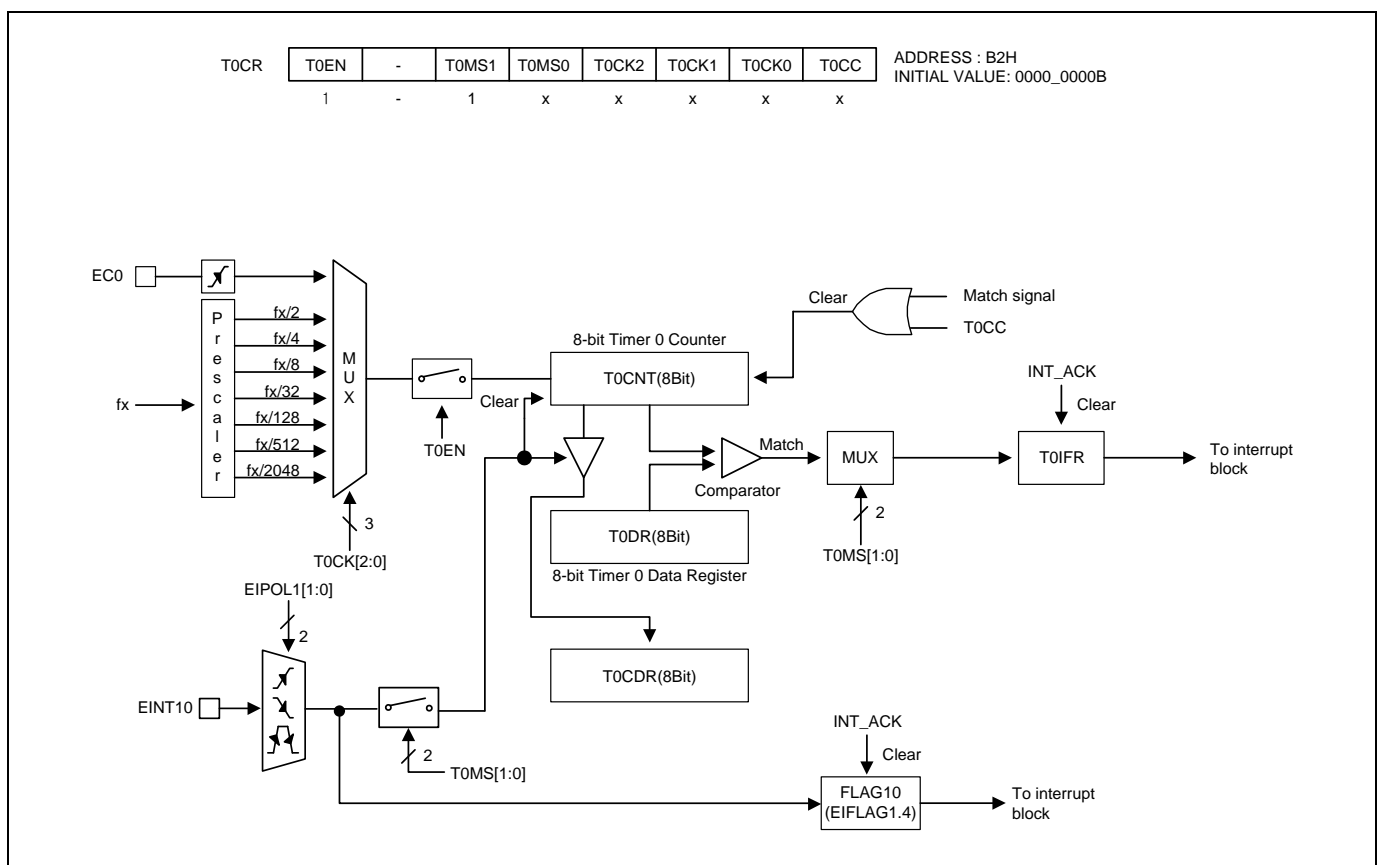 T0CR T0EN - T0MS1 T0MS0 T0CK2 T0CK1 T0CK0 T0CC
ADDRESS : B2H
INITIAL VALUE: 0000_0000B
1 - 1 x x x x x
EC0
Prescaler
fx
fx/2
fx/4
fx/8
fx/32
fx/128
fx/512
fx/2048
MUX
3
T0CK[2:0]
T0EN
8-bit Timer 0 Counter
T0CNT(8Bit)
Clear
Clear
Match signal
T0CC
Match
Comparator
MUX
2
T0MS[1:0]
INT_ACK
Clear
T0IFR
To interrupt
block
T0DR(8Bit)
8-bit Timer 0 Data Register
T0CDR(8Bit)
EIPOL1[1:0]
2
EINT10
2
T0MS[1:0]
INT_ACK
Clear
FLAG10
(EIFLAG1.4)
To interrupt
block